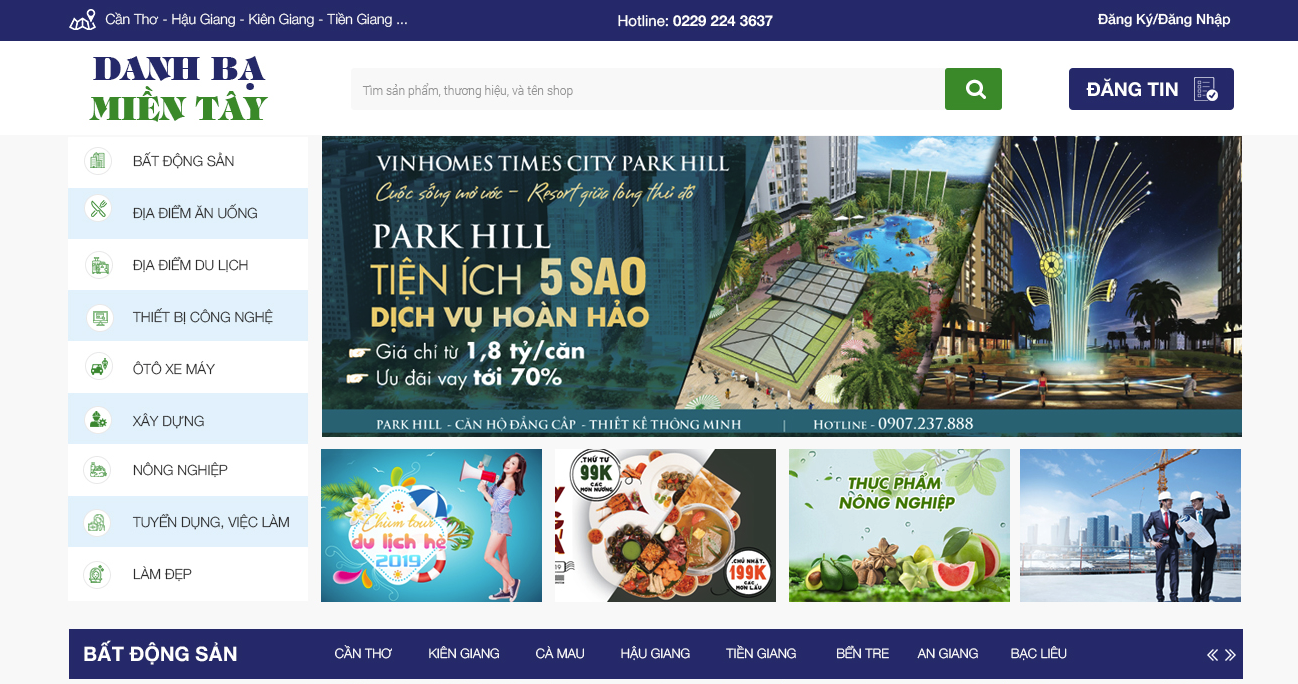 Cần Thơ - Hậu Giang - Kiên Giang - Tiền Giang ...
Hotline: 0229 224 3637
Đăng Ký/Đăng Nhập
DANH BẠ
MIỀN TÂY
Tìm sản phẩm, thương hiệu, và tên shop
ĐĂNG TIN
BẤT ĐỘNG SẢN
ĐỊA ĐIỂM ĂN UỐNG
ĐỊA ĐIỂM DU LỊCH
THIẾT BỊ CÔNG NGHỆ
ÔTÔ XE MÁY
XÂY DỰNG
NÔNG NGHIỆP
TUYỂN DỤNG, VIỆC LÀM
LÀM ĐẸP
VINHOMES TIMES CITY PARK HILL
Cuộc sống mơ ước - Resort giữa lòng thủ đô
PARK HILL
TIỆN ÍCH 5 SAO
DỊCH VỤ HOÀN HẢO
Giá chỉ từ 1,8 tỷ/căn
Ưu đãi vay tới 70%
PARK HILL - CĂN HỘ ĐẲNG CẤP - THIẾT KẾ THÔNG MINH | HOTLINE - 0907.237.888
Chùm tour
du lịch hè
2019
THỨ TƯ
99K
CÁC
MÓN NƯỚNG
CHỦ NHẬT
199K
CÁC
MÓN LẨU
THỰC PHẨM
NÔNG NGHIỆP
BẤT ĐỘNG SẢN
CẦN THƠ
KIÊN GIANG
CÀ MAU
HẬU GIANG
TIỀN GIANG
BẾN TRE
AN GIANG
BẠC LIÊU